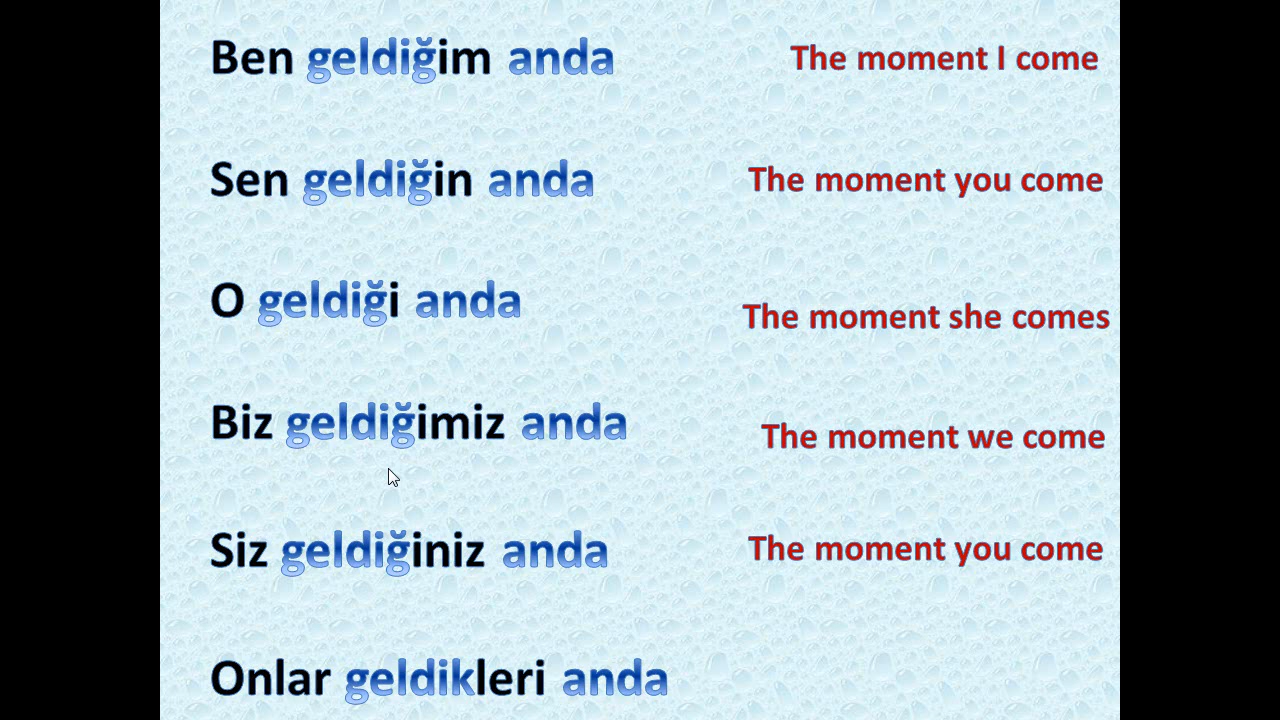 Ben geldiğim anda The moment I come
Sen geldiğin anda The moment you come
O geldiği anda The moment she comes
Biz geldiğimiz anda The moment we come
Siz geldiğiniz anda The moment you come
Onlar geldikleri anda